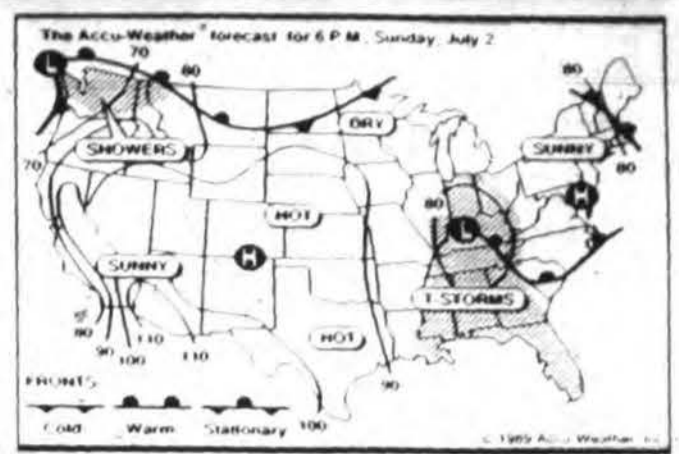 The Accu-Weather® forecast for 6 P.M., Sunday, July 2
70
80
80
L
DRY
SHOWERS
SUNNY
80
70
H
80
HOT
L
H
SUNNY
T-STORMS
80
110
HOT
90
110
100
90
FRONTS:
Cold Warm Stationary
100
© 1989 Accu-Weather, Inc.